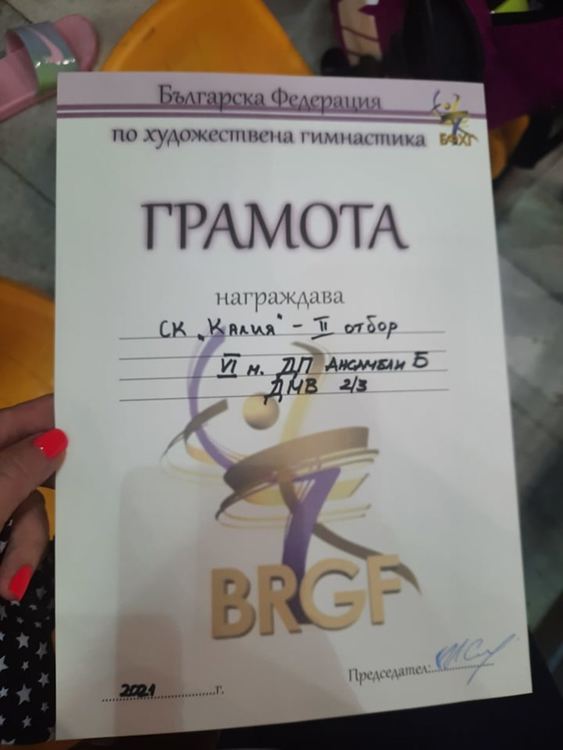 Българска Федерация
по художествена гимнастика
БФХГ
ГРАМОТА
награждава
СК „Калия" - II отбор
VI м. ДП Ансамбли Б
ДМВ 2/3
BRGF
Председател:
2021 г.